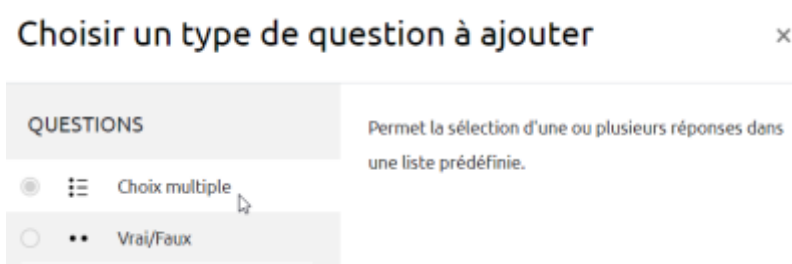 Choisir un type de question à ajouter
QUESTIONS
Choix multiple
Vrai/Faux
Permet la sélection d'une ou plusieurs réponses dans
une liste prédéfinie.